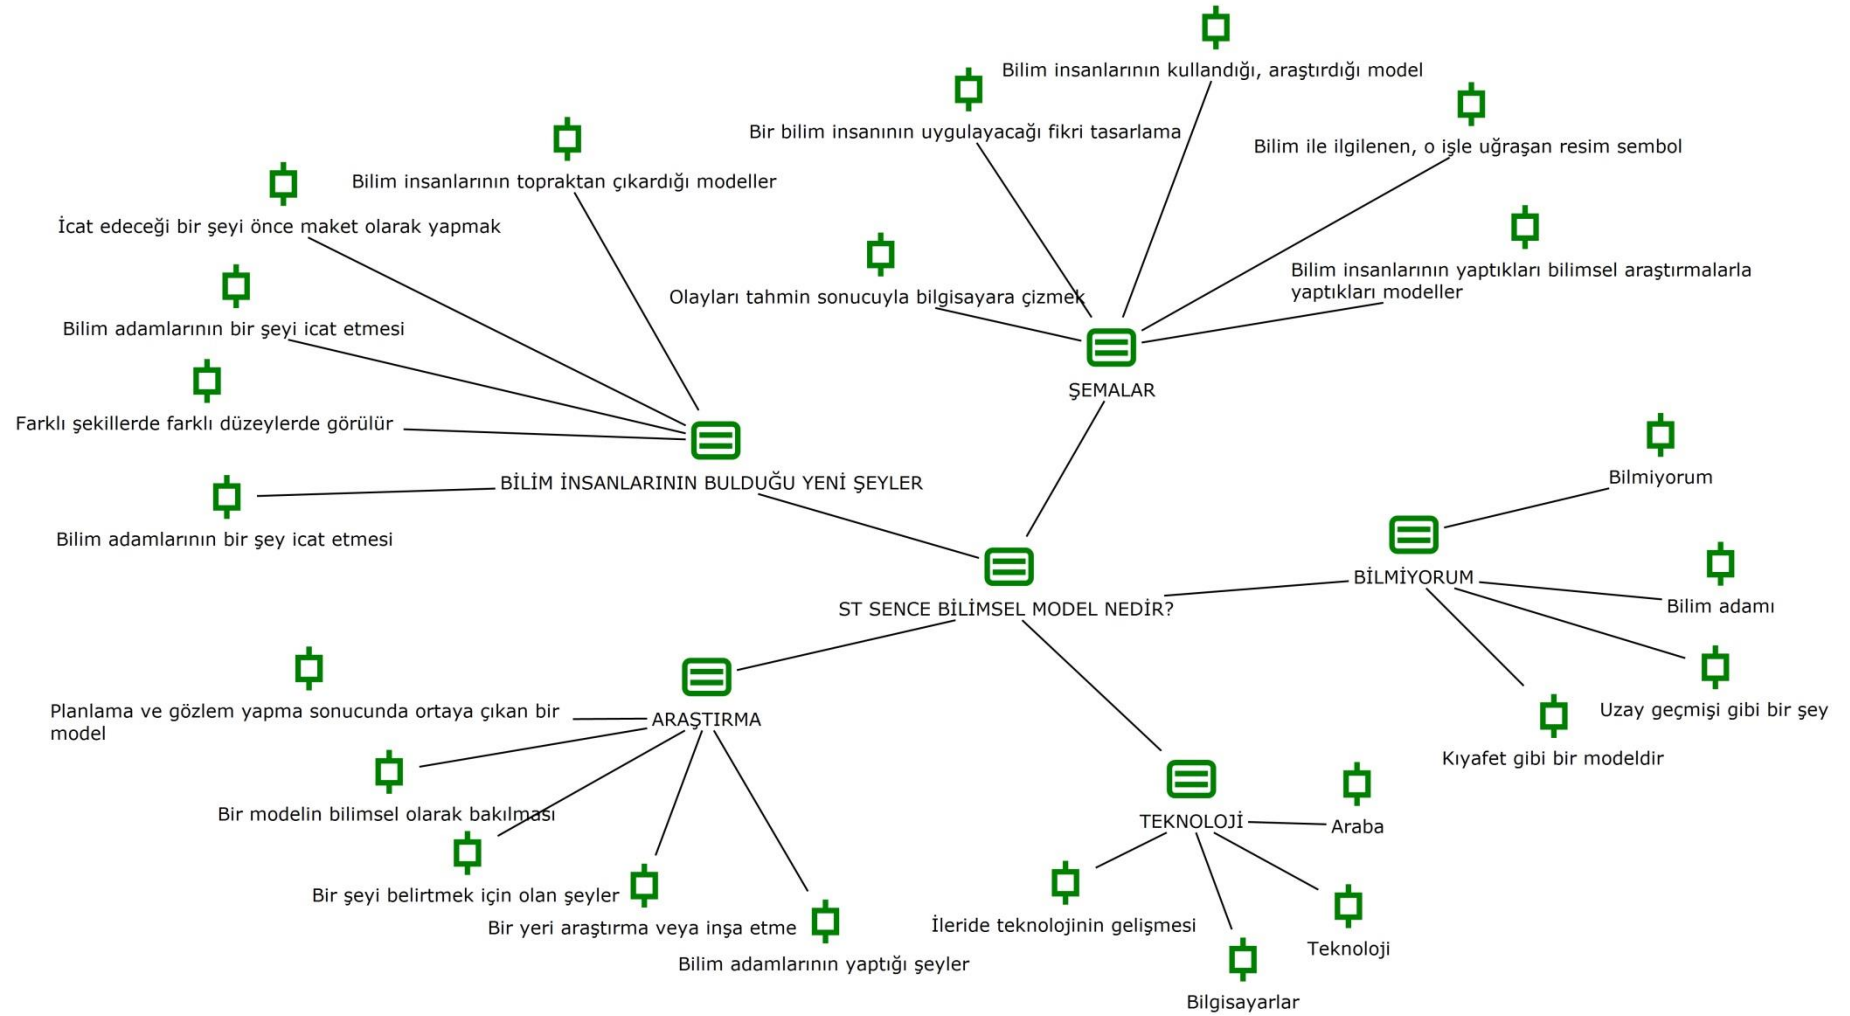 Bilim insanlarının kullandığı, araştırdığı model
Bir bilim insanının uygulayacağı fikri tasarlama
Bilim ile ilgilenen, o işle uğraşan resim sembol
Bilim insanlarının topraktan çıkardığı modeller
İcat edeceği bir şeyi önce maket olarak yapmak
Bilim insanlarının yaptıkları bilimsel araştırmalarla
yaptıkları modeller
Olayları tahmin sonucuyla bilgisayara çizmek
Bilim adamlarının bir şeyi icat etmesi
ŞEMALAR
Farklı şekillerde farklı düzeylerde görülür
BİLİM İNSANLARININ BULDUĞU YENİ ŞEYLER
Bilmiyorum
Bilim adamlarının bir şey icat etmesi
BİLMİYORUM
ST SENCE BİLİMSEL MODEL NEDİR?
Bilim adamı
Uzay geçmişi gibi bir şey
Planlama ve gözlem yapma sonucunda ortaya çıkan bir
model
ARAŞTIRMA
Kıyafet gibi bir modeldir
Bir modelin bilimsel olarak bakılması
TEKNOLOJİ
Araba
Bir şeyi belirtmek için olan şeyler
Bir yeri araştırma veya inşa etme
İleride teknolojinin gelişmesi
Teknoloji
Bilim adamlarının yaptığı şeyler
Bilgisayarlar